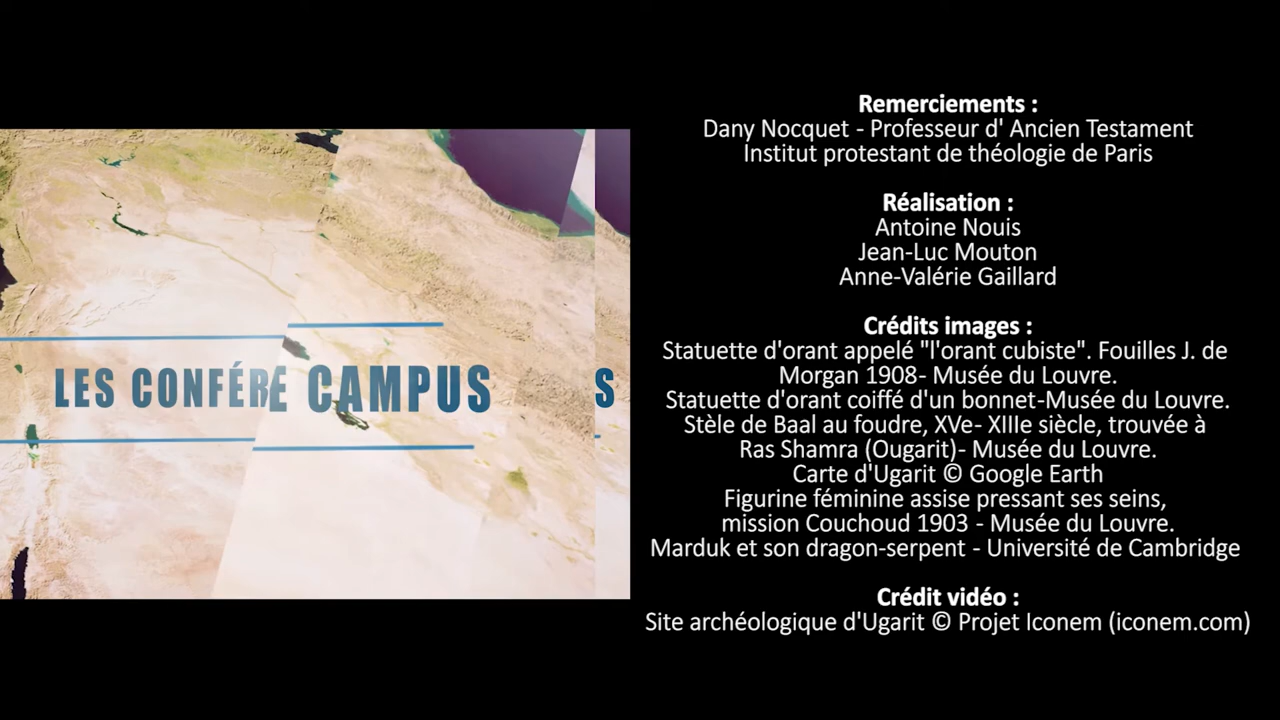 LES CONFÉRE CAMPUS S
Remerciements :
Dany Nocquet - Professeur d' Ancien Testament
Institut protestant de théologie de Paris
Réalisation :
Antoine Nouis
Jean-Luc Mouton
Anne-Valérie Gaillard
Crédits images :
Statuette d'orant appelé "l'orant cubiste". Fouilles J. de
Morgan 1908- Musée du Louvre.
Statuette d'orant coiffé d'un bonnet-Musée du Louvre.
Stèle de Baal au foudre, XVe- XIIIe siècle, trouvée à
Ras Shamra (Ougarit)- Musée du Louvre.
Carte d'Ugarit © Google Earth
Figurine féminine assise pressant ses seins,
mission Couchoud 1903 - Musée du Louvre.
Marduk et son dragon-serpent - Université de Cambridge
Crédit vidéo :
Site archéologique d'Ugarit © Projet Iconem (iconem.com)